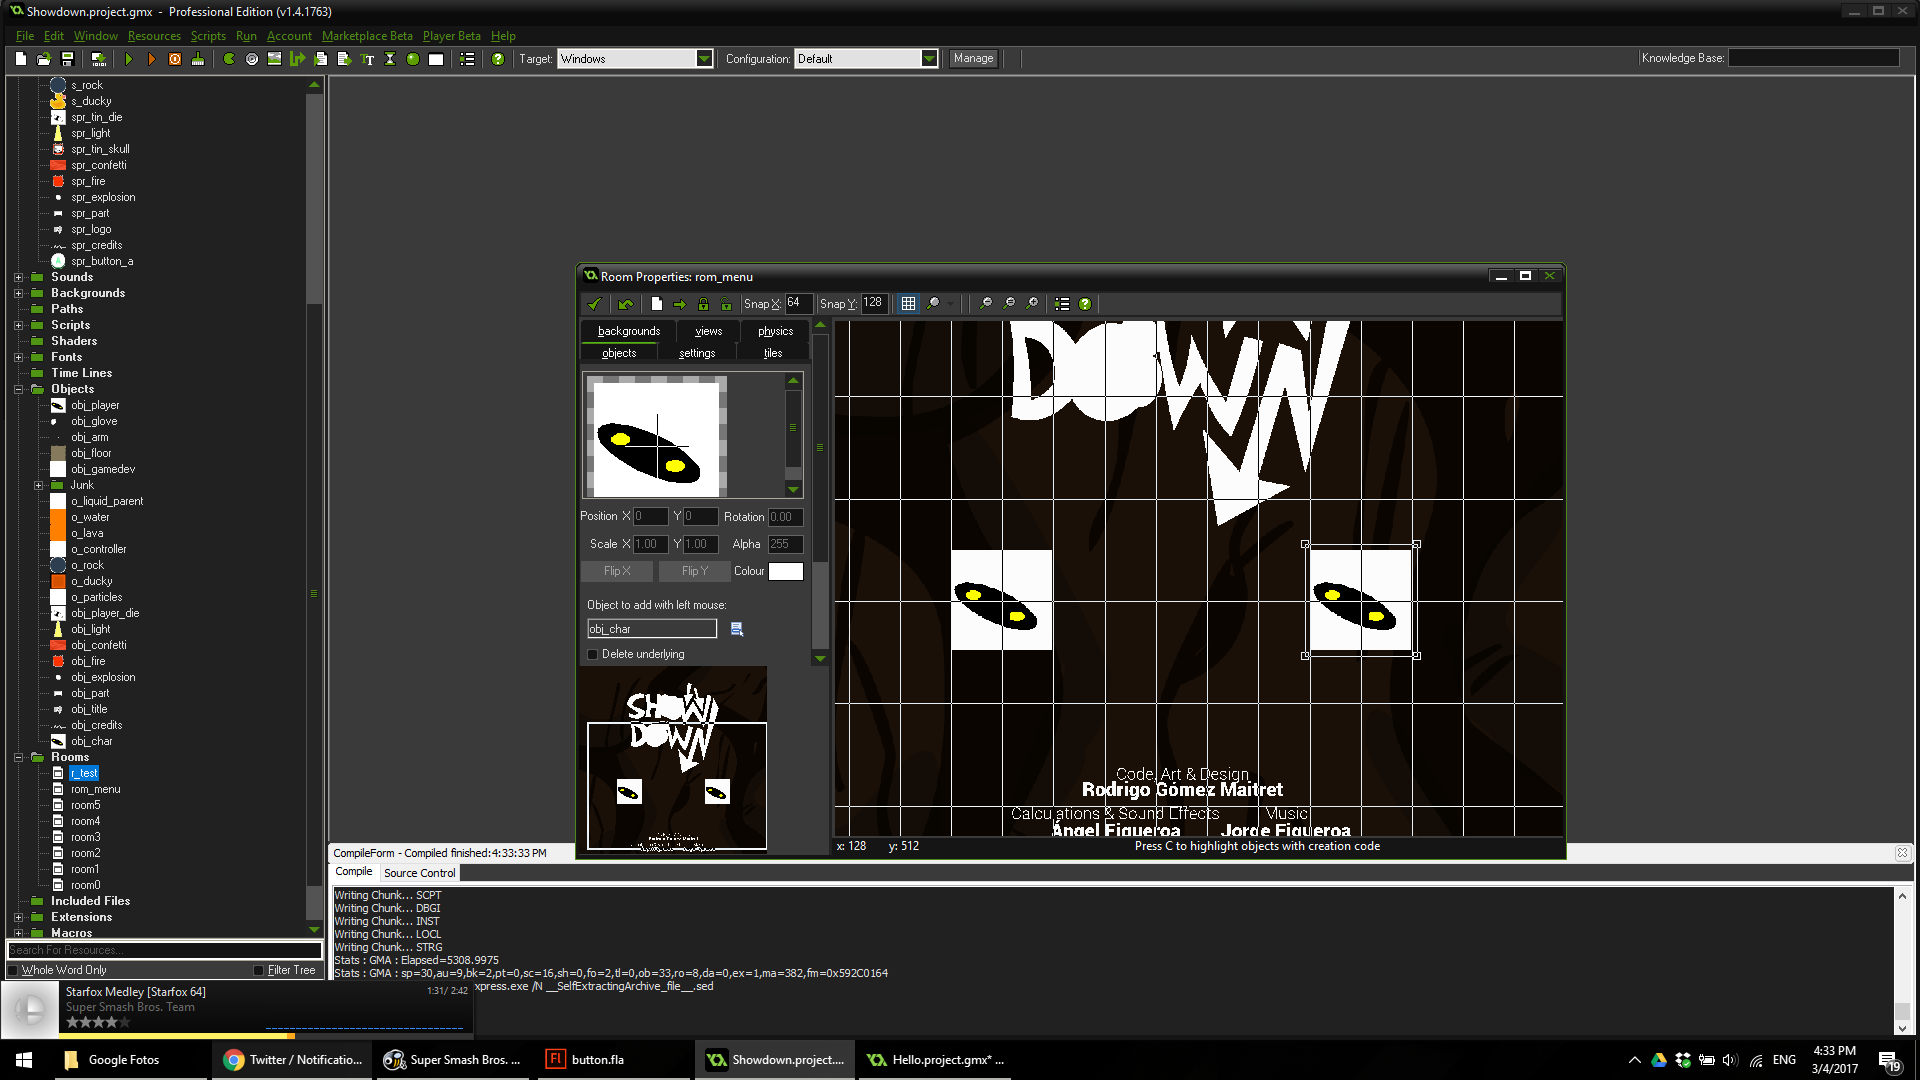 Showdown.project.gmx - Professional Edition (v1.4.1763)
File Edit Window Resources Scripts Run Account Marketplace Beta Player Beta Help
Target: Windows Configuration: Default Manage Knowledge Base:
s_rock
s_ducky
spr_tin_die
spr_light
spr_tin_skull
spr_confetti
spr_fire
spr_explosion
spr_part
spr_logo
spr_credits
spr_button_a
Sounds
Backgrounds
Paths
Scripts
Shaders
Fonts
Time Lines
Objects
obj_player
obj_glove
obj_arm
obj_floor
obj_gamedev
Junk
o_liquid_parent
o_water
o_lava
o_controller
o_rock
o_ducky
o_particles
obj_player_die
obj_light
obj_confetti
obj_fire
obj_explosion
obj_part
obj_title
obj_credits
obj_char
Rooms
r_test
rom_menu
room5
room4
room3
room2
room1
room0
Included Files
Extensions
Macros
Search For Resources...
Whole Word Only Filter Tree
Room Properties: rom_menu
Snap X: 64 Snap Y: 128
backgrounds views physics
objects settings tiles
Position X 0 Y 0 Rotation 0.00
Scale X 1.00 Y 1.00 Alpha 255
Flip X Flip Y Colour
Object to add with left mouse:
obj_char
Delete underlying
SHOW
DOWN
DOWN
Code, Art & Design
Rodrigo Gómez Maitret
Calculations & Sound Effects Music
Ángel Figueroa Jorge Figueroa
x: 128 y: 512 Press C to highlight objects with creation code
CompileForm - Compiled finished:4:33:33 PM
Compile Source Control
Writing Chunk... SCPT
Writing Chunk... DBGI
Writing Chunk... INST
Writing Chunk... LOCL
Writing Chunk... STRG
Stats : GMA : Elapsed=5308.9975
Stats : GMA : sp=30,au=9,bk=2,pt=0,sc=16,sh=0,fo=2,tl=0,ob=33,ro=8,da=0,ex=1,ma=382,fm=0x592C0164
xpress.exe /N __SelfExtractingArchive_file__.sed
Starfox Medley [Starfox 64] 1:31/ 2:42
Super Smash Bros. Team
Google Fotos Twitter / Notificatio... Super Smash Bros. ... button.fla Showdown.project.... Hello.project.gmx* ...
ENG 4:33 PM
3/4/2017
19